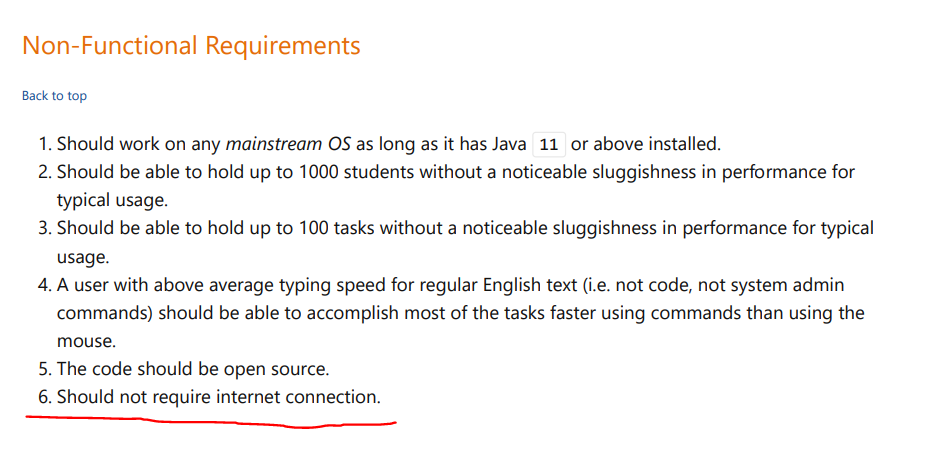 Non-Functional Requirements
Back to top
1. Should work on any mainstream OS as long as it has Java 11 or above installed.
2. Should be able to hold up to 1000 students without a noticeable sluggishness in performance for
typical usage.
3. Should be able to hold up to 100 tasks without a noticeable sluggishness in performance for typical
usage.
4. A user with above average typing speed for regular English text (i.e. not code, not system admin
commands) should be able to accomplish most of the tasks faster using commands than using the
mouse.
5. The code should be open source.
6. Should not require internet connection.